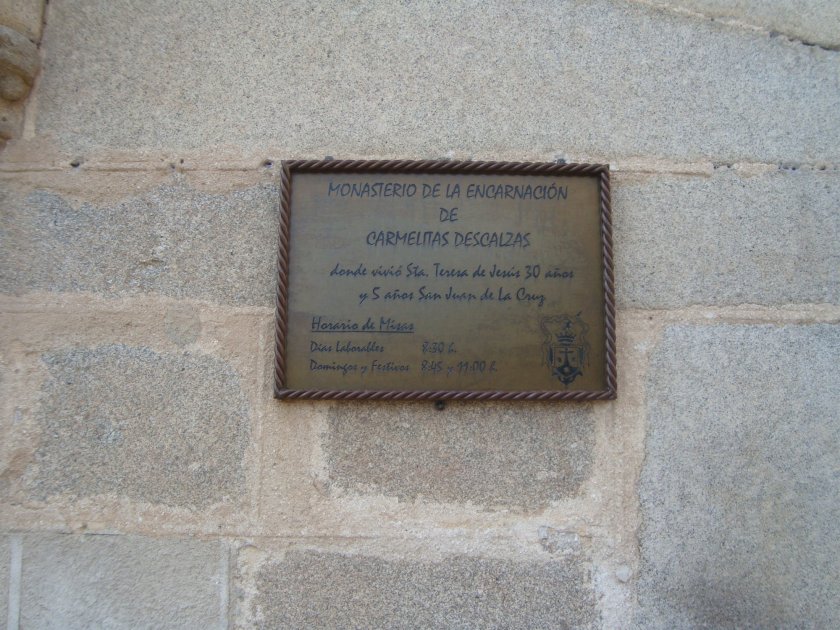 MONASTERIO DE LA ENCARNACIÓN
DE
CARMELITAS DESCALZAS
donde vivió Sta. Teresa de Jesús 30 años
y 5 años San Juan de La Cruz
Horario de Misas
Días Laborables 8:30 h.
Domingos y Festivos 8:45 y 11:00 h.